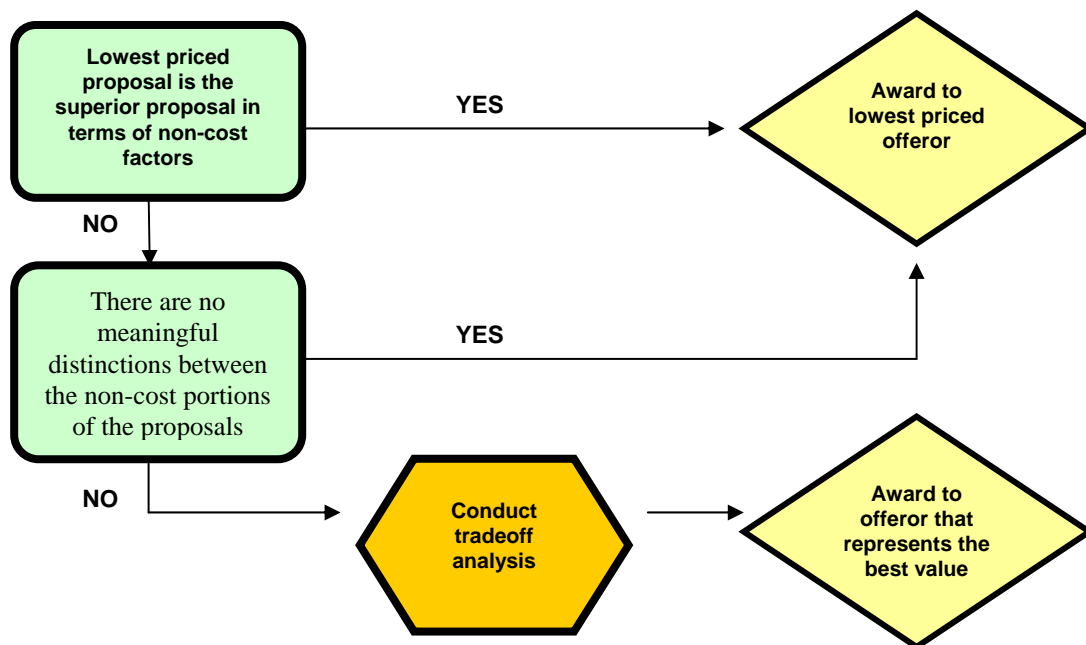 Lowest priced
proposal is the
superior proposal in
terms of non-cost
factors
YES
Award to
lowest priced
offeror
NO
There are no
meaningful
distinctions between
the non-cost portions
of the proposals
YES
NO
Conduct
tradeoff
analysis
Award to
offeror that
represents the
best value